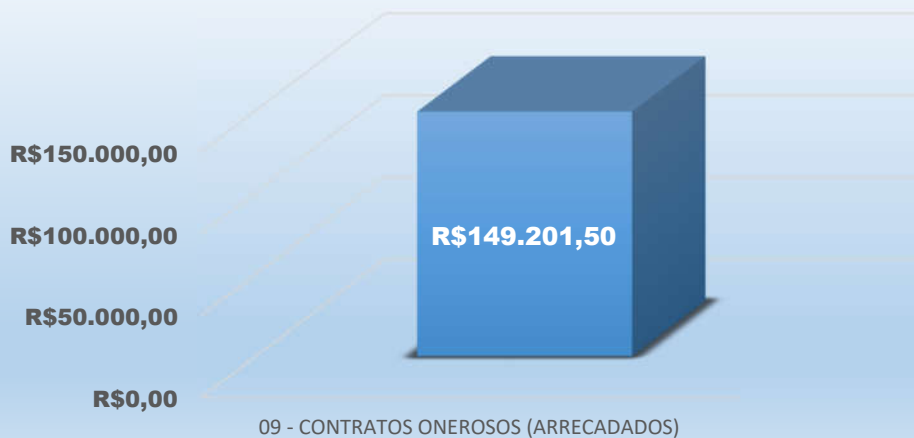 R$150.000,00
R$100.000,00
R$149.201,50
R$50.000,00
R$0,00
09 - CONTRATOS ONEROSOS (ARRECADADOS)